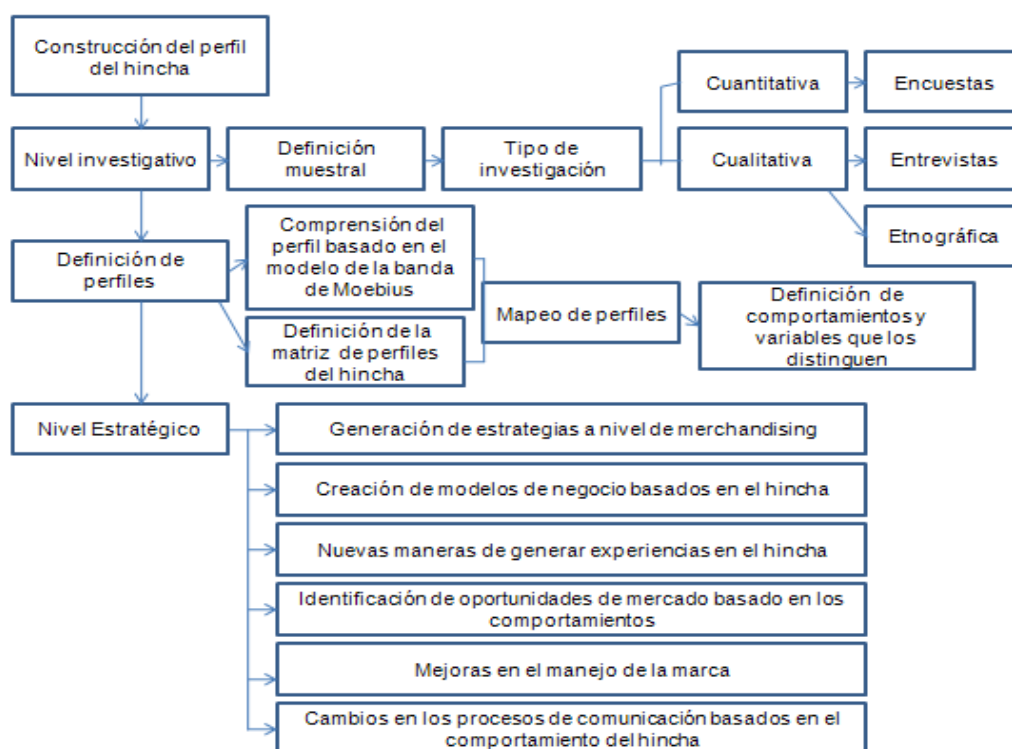 Construcción del perfil
del hincha
Cuantitativa
Encuestas
Nivel investigativo
Definición
muestral
Tipo de
investigación
Cualitativa
Entrevistas
Etnográfica
Definición de
perfiles
Comprensión del
perfil basado en el
modelo de la banda
de Moebius
Definición de la
matriz de perfiles
del hincha
Mapeo de perfiles
Definición de
comportamientos y
variables que los
distinguen
Nivel Estratégico
Generación de estrategias a nivel de merchandising
Creación de modelos de negocio basados en el hincha
Nuevas maneras de generar experiencias en el hincha
Identificación de oportunidades de mercado basado en los
comportamientos
Mejoras en el manejo de la marca
Cambios en los procesos de comunicación basados en el
comportamiento del hincha